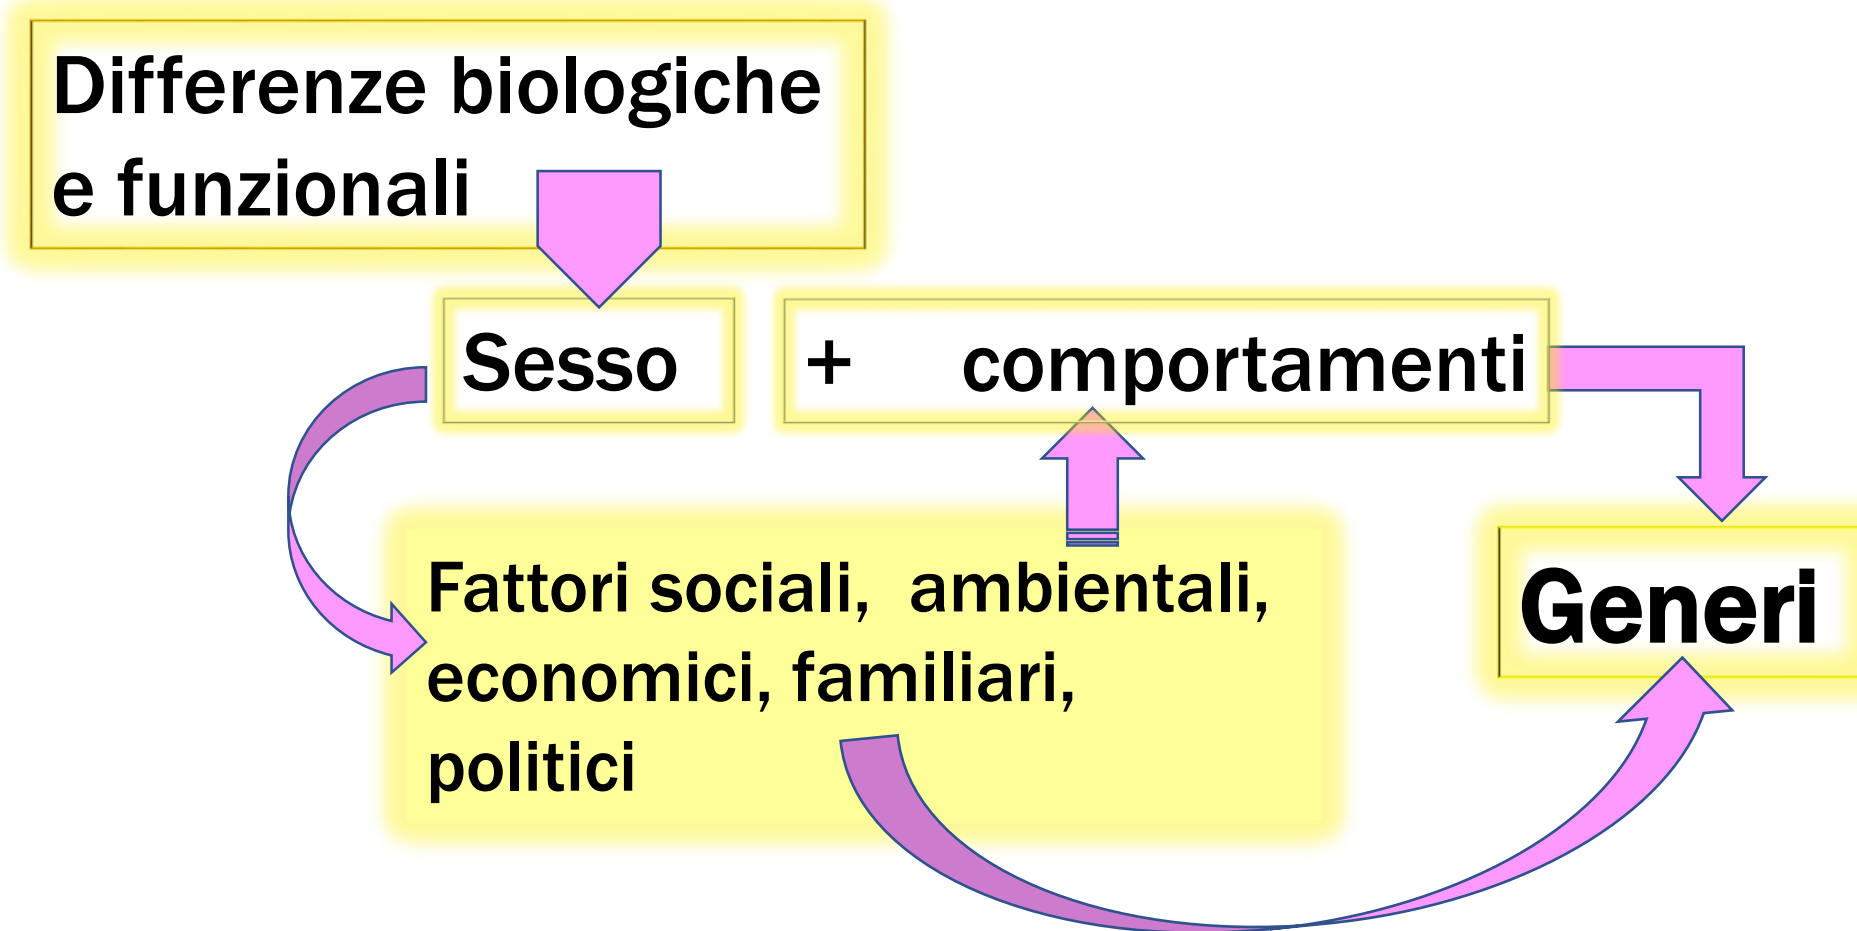 Differenze biologiche
e funzionali
Sesso + comportamenti
Fattori sociali, ambientali,
economici, familiari,
politici
Generi